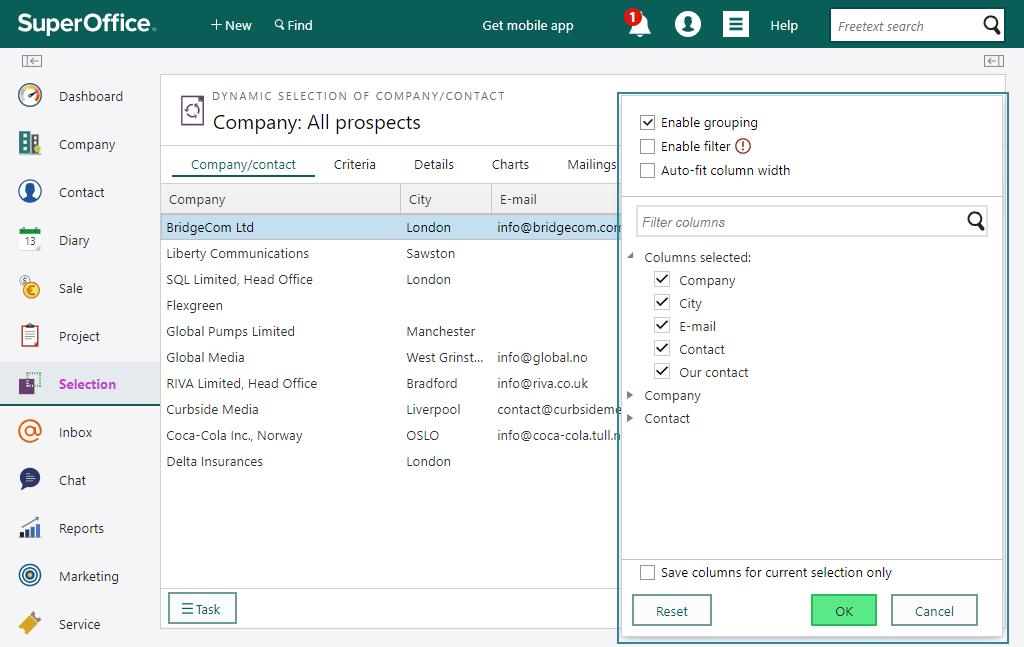 SuperOffice.
+ New
Find
Get mobile app
1
Help
Freetext search
Dashboard
Company
Contact
13
Diary
Sale
Project
Selection
Inbox
Chat
Reports
Marketing
Service
DYNAMIC SELECTION OF COMPANY/CONTACT
Company: All prospects
Company/contact Criteria Details Charts Mailings
Company City E-mail
BridgeCom Ltd London info@bridgecom.com
Liberty Communications Sawston
SQL Limited, Head Office London
Flexgreen
Global Pumps Limited Manchester
Global Media West Grinst... info@global.no
RIVA Limited, Head Office Bradford info@riva.co.uk
Curbside Media Liverpool contact@curbsideme
Coca-Cola Inc., Norway OSLO info@coca-cola.tull.n
Delta Insurances London
Task
Enable grouping
Enable filter
Auto-fit column width
Filter columns
Columns selected:
Company
City
E-mail
Contact
Our contact
Company
Contact
Save columns for current selection only
Reset OK Cancel